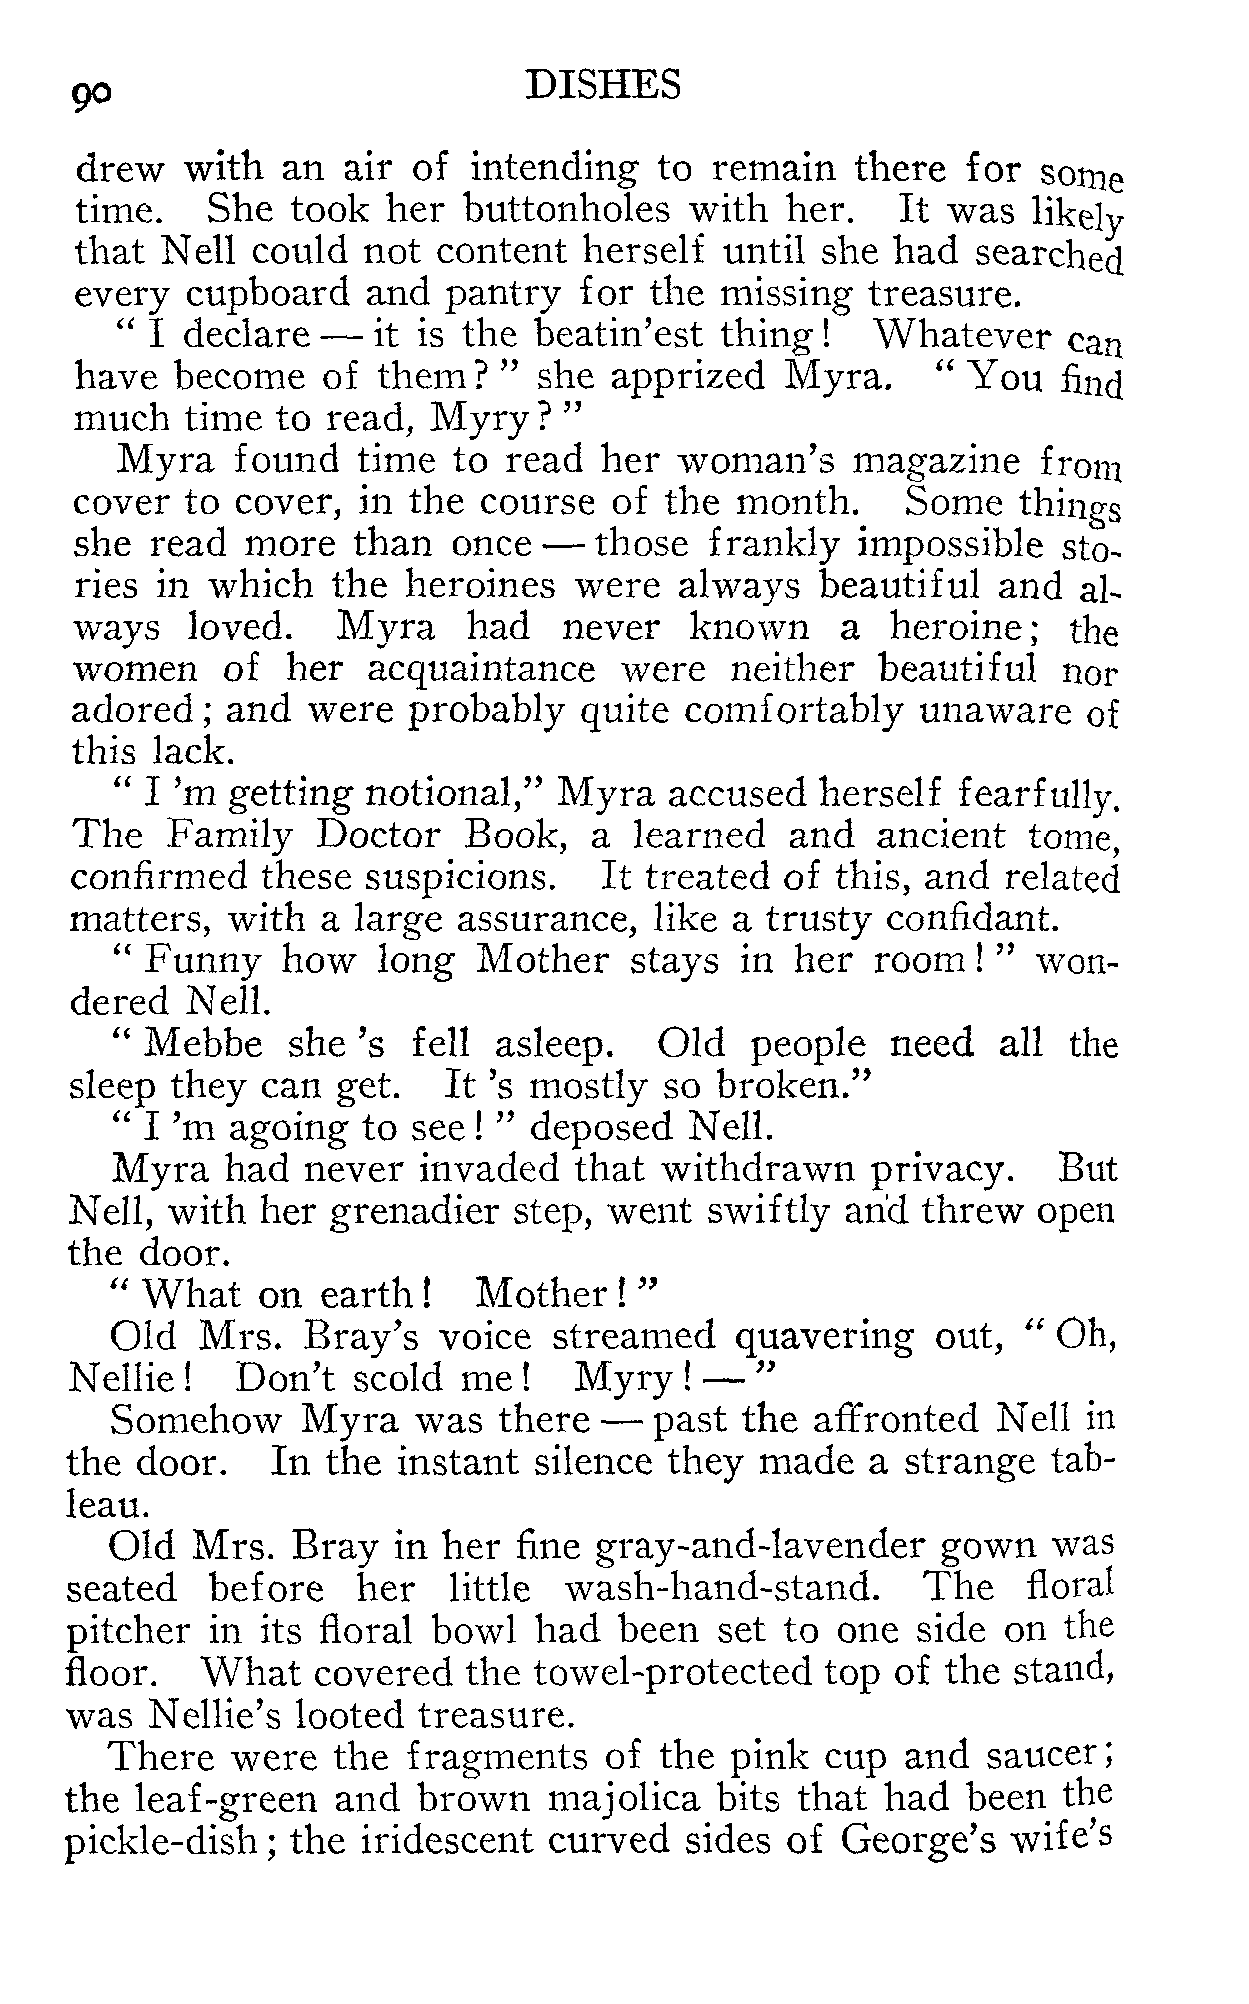 90 DISHES
drew with an air of intending to remain there for some
time. She took her buttonholes with her. It was likely
that Nell could not content herself until she had searched
every cupboard and pantry for the missing treasure.
“ I declare — it is the beatin’est thing! Whatever can
have become of them? ” she apprized Myra. “ You find
much time to read, Myry? ”
Myra found time to read her woman’s magazine from
cover to cover, in the course of the month. Some things
she read more than once — those frankly impossible sto-
ries in which the heroines were always beautiful and al-
ways loved. Myra had never known a heroine; the
women of her acquaintance were neither beautiful nor
adored; and were probably quite comfortably unaware of
this lack.
“ I ’m getting notional,” Myra accused herself fearfully.
The Family Doctor Book, a learned and ancient tome,
confirmed these suspicions. It treated of this, and related
matters, with a large assurance, like a trusty confidant.
“ Funny how long Mother stays in her room! ” won-
dered Nell.
“ Mebbe she ’s fell asleep. Old people need all the
sleep they can get. It ’s mostly so broken.”
“ I ’m agoing to see! ” deposed Nell.
Myra had never invaded that withdrawn privacy. But
Nell, with her grenadier step, went swiftly and threw open
the door.
“ What on earth! Mother! ”
Old Mrs. Bray’s voice streamed quavering out, “ Oh,
Nellie! Don’t scold me! Myry! — ”
Somehow Myra was there — past the affronted Nell in
the door. In the instant silence they made a strange tab-
leau.
Old Mrs. Bray in her fine gray-and-lavender gown was
seated before her little wash-hand-stand. The floral
pitcher in its floral bowl had been set to one side on the
floor. What covered the towel-protected top of the stand,
was Nellie’s looted treasure.
There were the fragments of the pink cup and saucer;
the leaf-green and brown majolica bits that had been the
pickle-dish; the iridescent curved sides of George’s wife’s